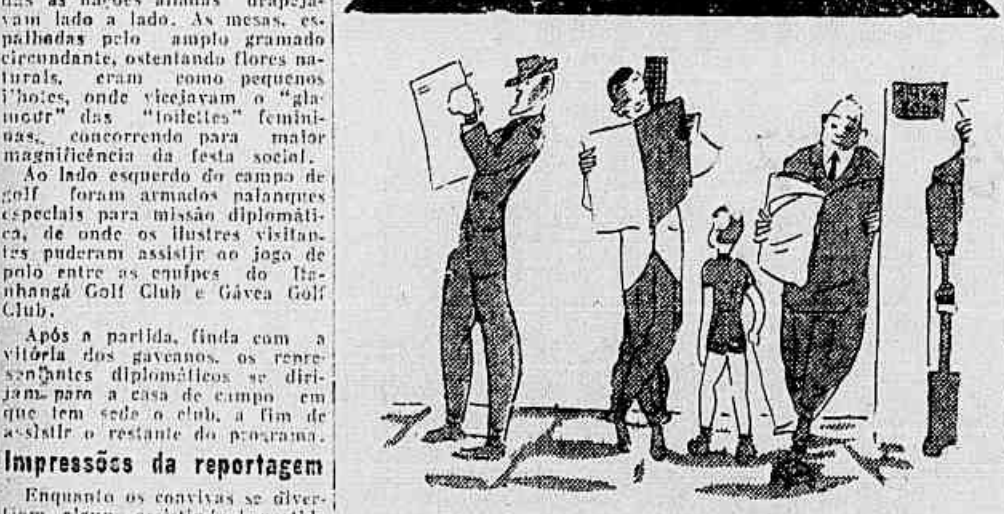 das as nações aliadas drapeja-
vam lado a lado. As mesas, es-
palhadas pelo amplo gramado
circundante, ostentando flores na-
turais, eram como pequenos
ilhotes, onde vicejavam o "gla-
mour" das "toilettes" femini-
nas, concorrendo para maior
magnificência da festa social.
Ao lado esquerdo do campo de
golf foram armados palanques
especiais para missão diplomáti-
ca, de onde os ilustres visitan-
tes puderam assistir ao jogo de
polo entre as equipes do Ita-
nhangá Golf Club e Gávea Golf
Club.
Após a partida, finda com a
vitória dos gaveanos, os repre-
sentantes diplomáticos se diri-
jam para a casa de campo em
que tem sede o club, a fim de
assistir o restante do programa.
Impressões da reportagem
Enquanto os convivas se diver-